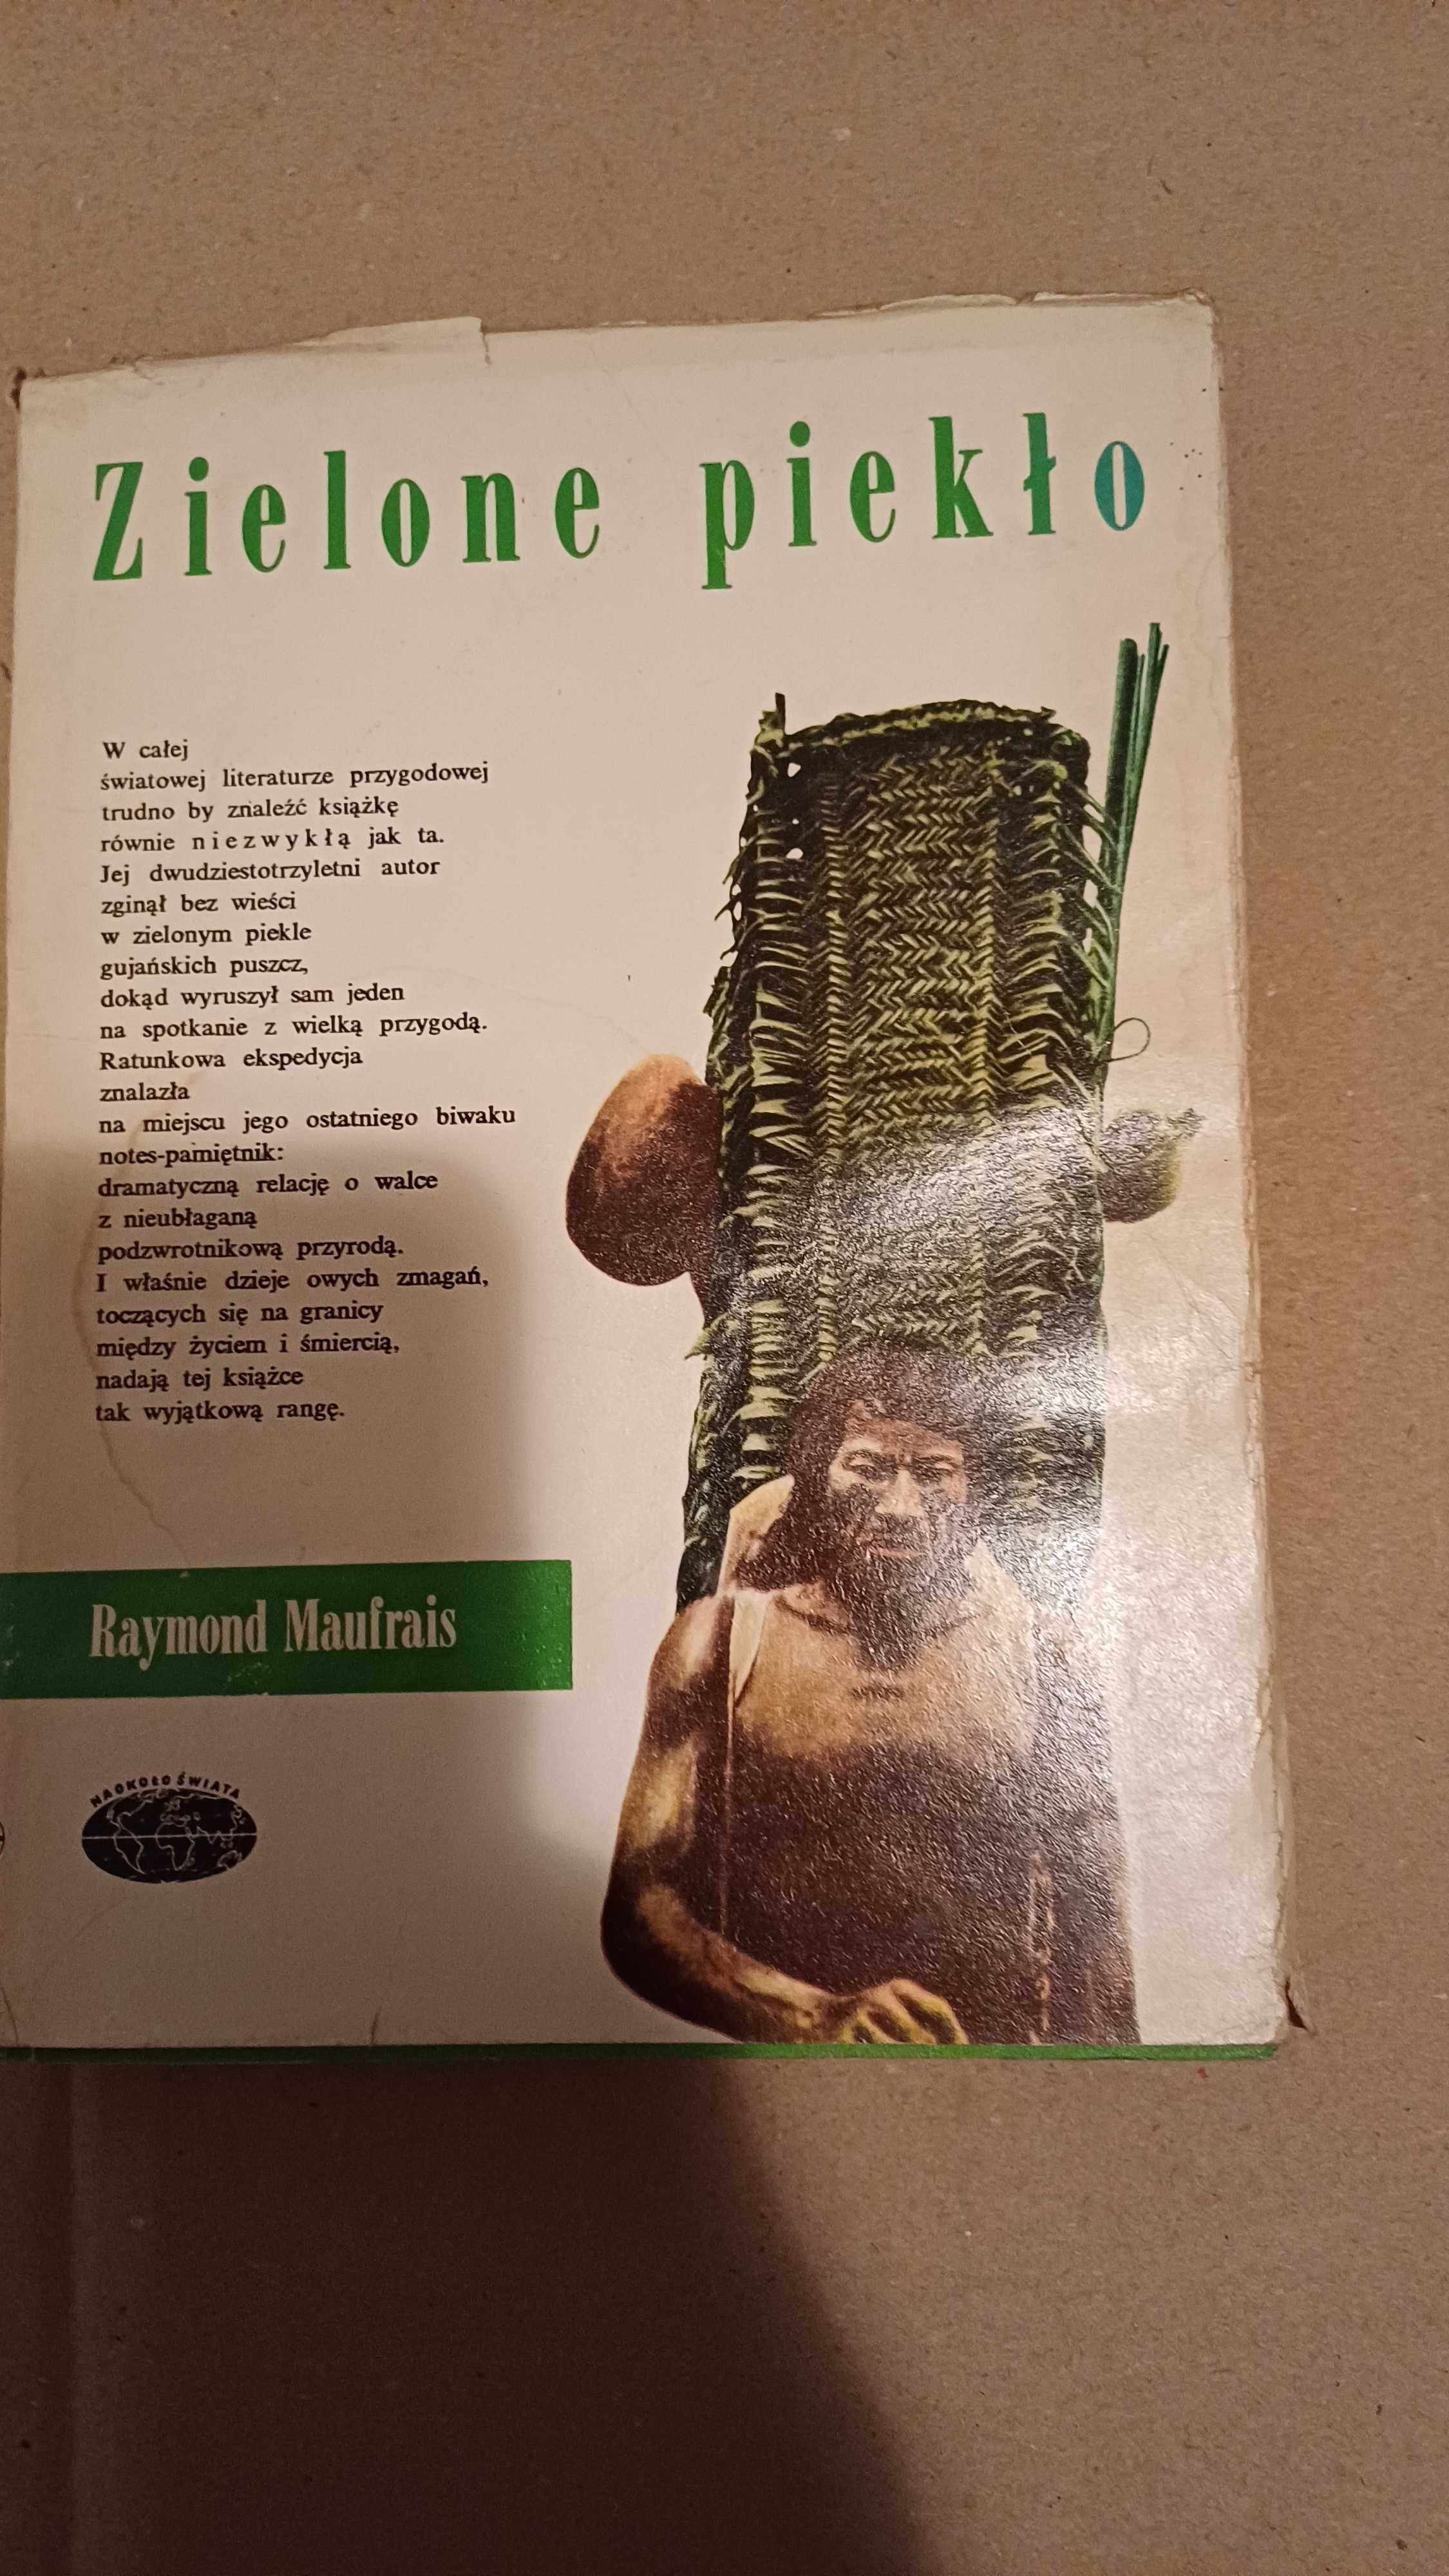 Zielone piekło
W całej
światowej literaturze przygodowej
trudno by znaleźć książkę
równie niezwykłą jak ta.
Jej dwudziestotrzyletni autor
zginął bez wieści
w zielonym piekle
gujańskich puszcz,
dokąd wyruszył sam jeden
na spotkanie z wielką przygodą.
Ratunkowa ekspedycja
znalazła
na miejscu jego ostatniego biwaku
notes-pamiętnik:
dramatyczną relację o walce
z nieubłaganą
podzwrotnikową przyrodą.
I właśnie dzieje owych zmagań,
toczących się na granicy
między życiem i śmiercią,
nadają tej książce
tak wyjątkową rangę.
Raymond Maufrais
NAOKOŁO ŚWIATA